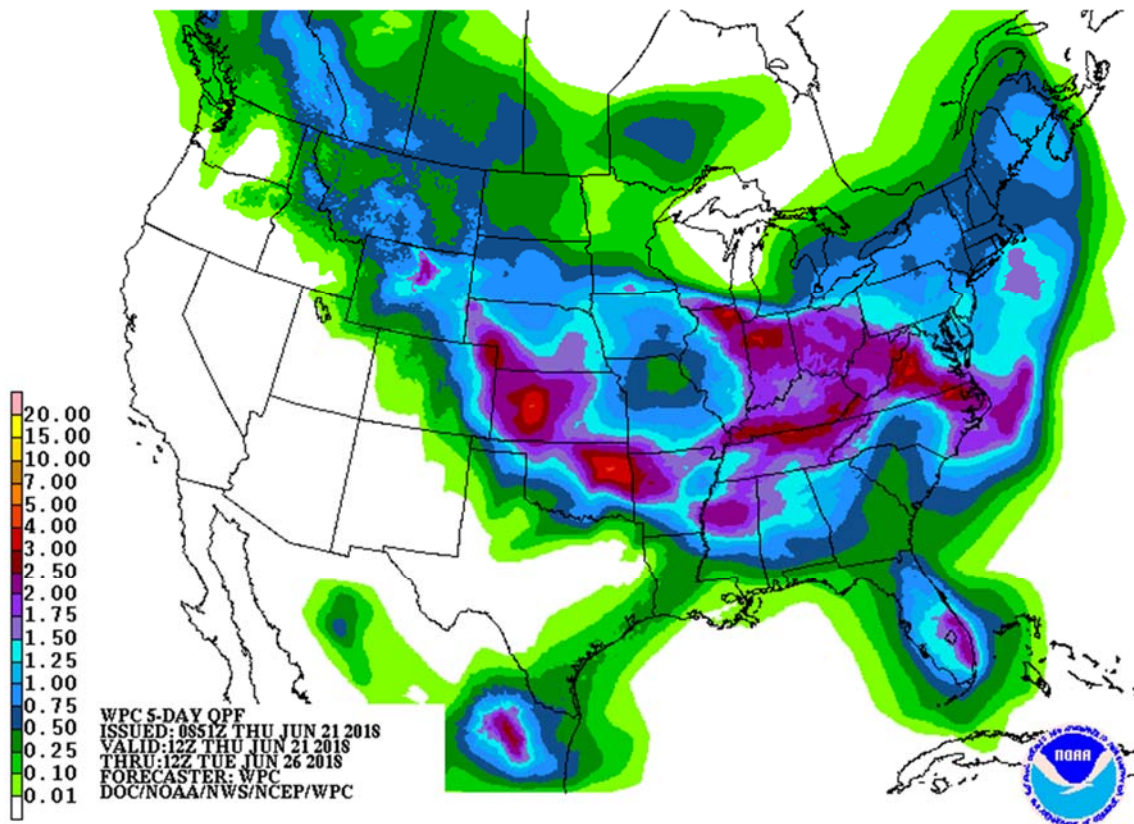 20.00
15.00
10.00
7.00
5.00
4.00
3.00
2.50
2.00
1.75
1.50
1.25
1.00
0.75
0.50
0.25
0.10
0.01
WPC 5-DAY QPF
ISSUED: 0851Z THU JUN 21 2018
VALID:12Z THU JUN 21 2018
THRU:12Z TUE JUN 26 2018
FORECASTER: WPC
DOC/NOAA/NWS/NCEP/WPC
NOAA